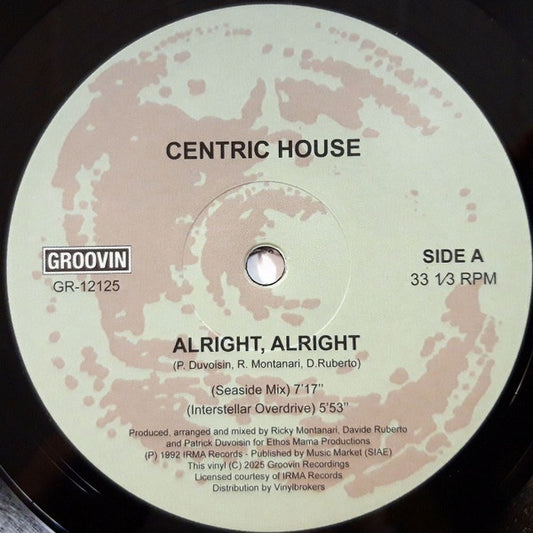 CENTRIC HOUSE
GROOVIN
GR-12125
SIDE A
33 1/3 RPM
ALRIGHT, ALRIGHT
(P. Duvoisin, R. Montanari, D.Ruberto)
(Seaside Mix) 7'17''
(Interstellar Overdrive) 5'53''
Produced, arranged and mixed by Ricky Montanari, Davide Ruberto
and Patrick Duvoisin for Ethos Mama Productions
(P) 1992 IRMA Records - Published by Music Market (SIAE)
This vinyl (C) 2025 Groovin Recordings
Licensed courtesy of IRMA Records
Distribution by Vinylbrokers